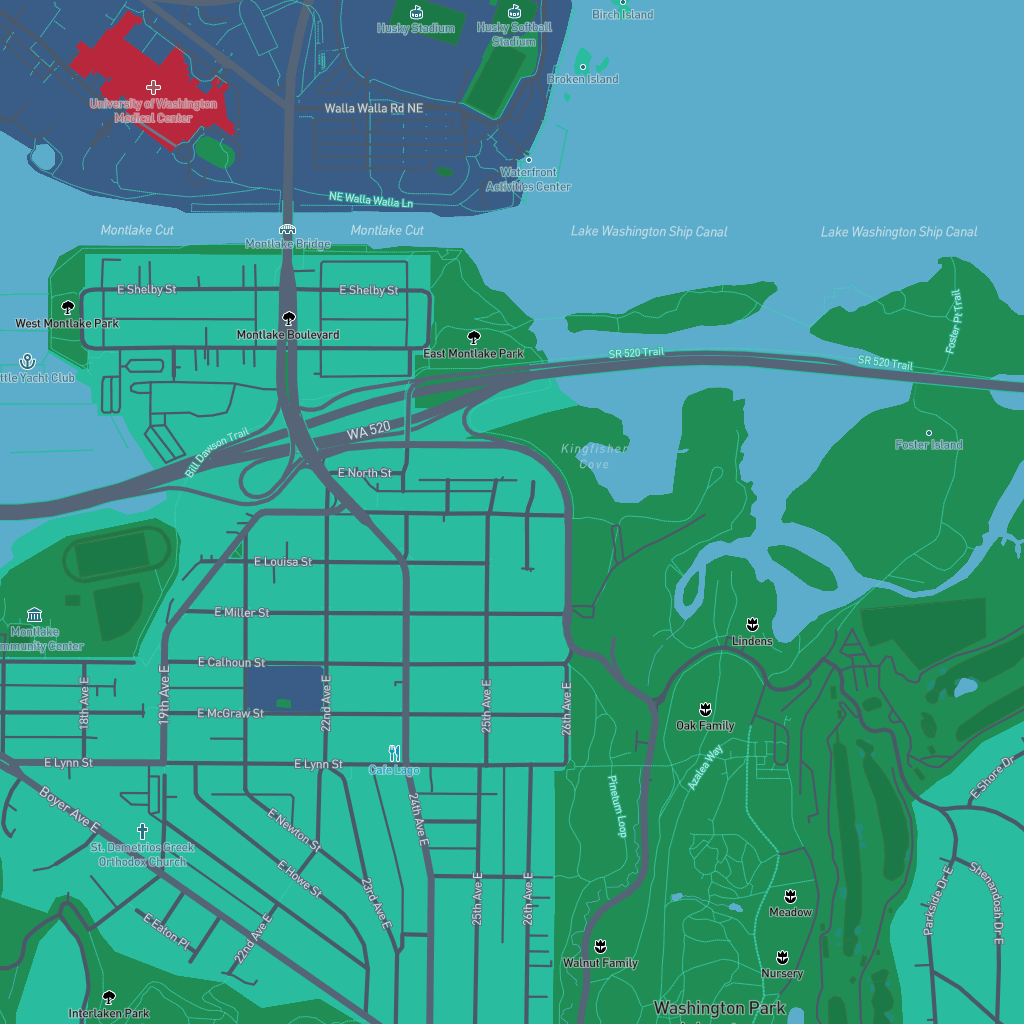 Birch Island
Husky Stadium
Husky Softball
Stadium
Broken Island
University of Washington
Medical Center
Walla Walla Rd NE
Waterfront
Activities Center
NE Walla Walla Ln
Montlake Cut
Montlake Bridge
Montlake Cut
Lake Washington Ship Canal
Lake Washington Ship Canal
E Shelby St
E Shelby St
West Montlake Park
Montlake Boulevard
East Montlake Park
Foster Pt Trail
SR 520 Trail
SR 520 Trail
ttle Yacht Club
WA 520
Bill Dawson Trail
Kingfisher
Cove
Foster Island
E North St
E Louisa St
E Miller St
Montlake
mmunity Center
Lindens
E Calhoun St
18th Ave E
19th Ave E
22nd Ave E
25th Ave E
26th Ave E
E McGraw St
Oak Family
E Lynn St
E Lynn St
Cafe Lago
Azalea Way
Pinetum Loop
E Shore Dr
Boyer Ave E
St. Demetrios Greek
Orthodox Church
E Newton St
24th Ave E
E Howe St
23rd Ave E
25th Ave E
26th Ave E
Parkside Dr E
Shenandoah Dr E
Meadow
E Eaton Pl
22nd Ave E
Walnut Family
Nursery
Interlaken Park
Washington Park